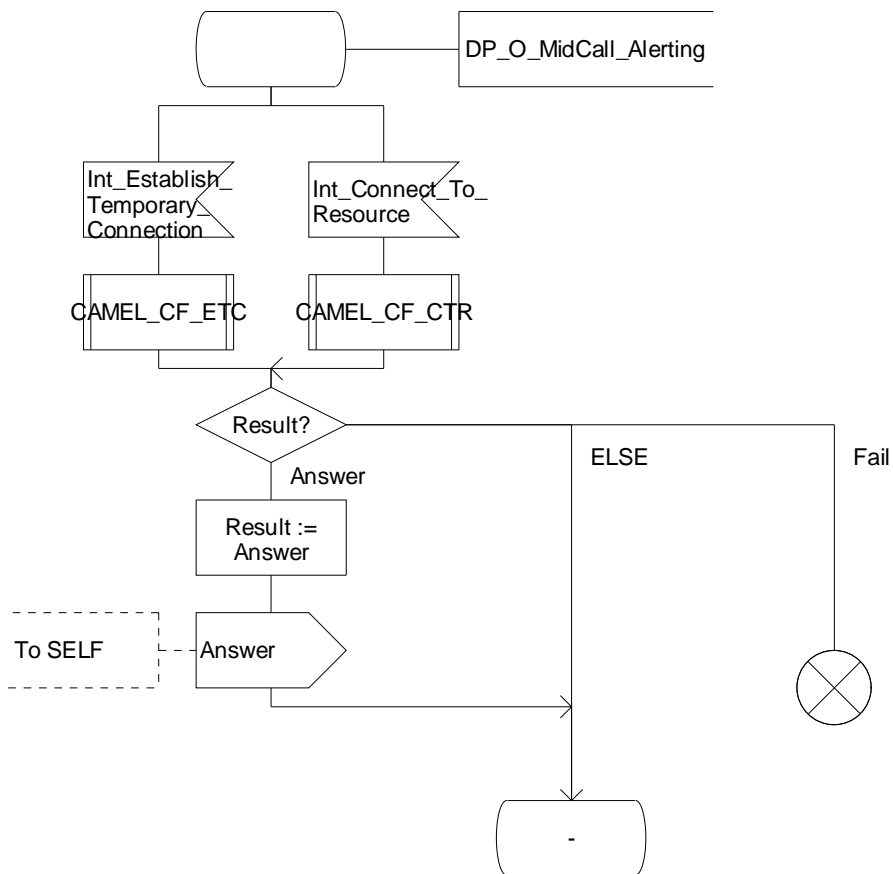 DP_O_MidCall_Alerting
Int_Establish_
Temporary_
Connection
Int_Connect_To_
Resource
CAMEL_CF_ETC
CAMEL_CF_CTR
Result?
ELSE
Fail
Answer
Result :=
Answer
To SELF
Answer
-